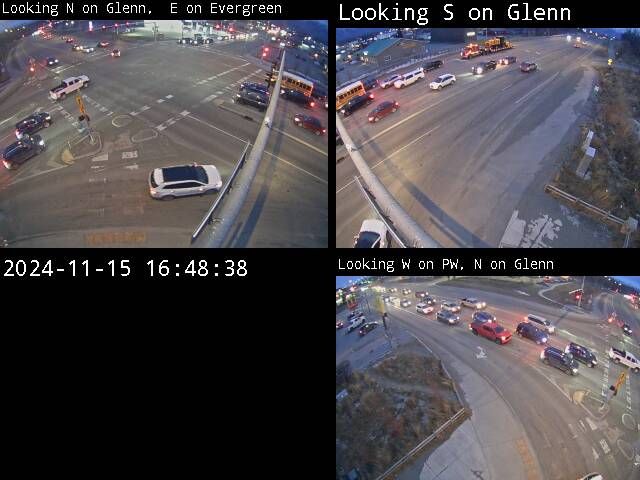 Looking N on Glenn,  E on Evergreen
Looking S on Glenn
2024-11-15 16:48:38
Looking W on PW, N on Glenn